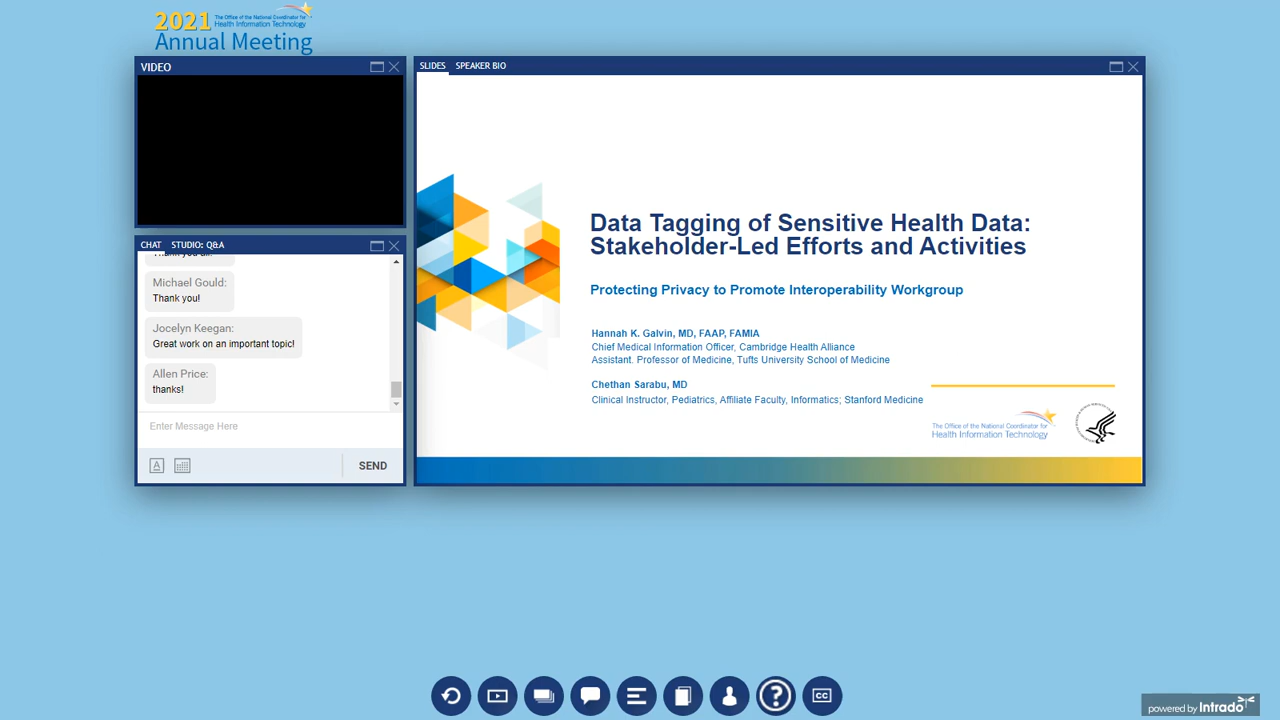 2021
The Office of the National Coordinator for
Health Information Technology
Annual Meeting
VIDEO
CHAT STUDIO: Q&A
Michael Gould:
Thank you!
Jocelyn Keegan:
Great work on an important topic!
Allen Price:
thanks!
Enter Message Here
A
SEND
SLIDES SPEAKER BIO
Data Tagging of Sensitive Health Data:
Stakeholder-Led Efforts and Activities
Protecting Privacy to Promote Interoperability Workgroup
Hannah K. Galvin, MD, FAAP, FAMIA
Chief Medical Information Officer, Cambridge Health Alliance
Assistant. Professor of Medicine, Tufts University School of Medicine
Chethan Sarabu, MD
Clinical Instructor, Pediatrics, Affiliate Faculty, Informatics; Stanford Medicine
The Office of the National Coordinator for
Health Information Technology
?
CC
powered by Intrado